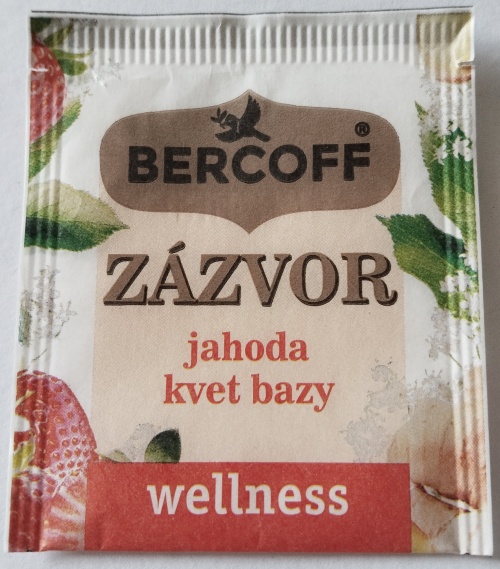 BERCOFF®
ZÁZVOR
jahoda
kvet bazy
wellness